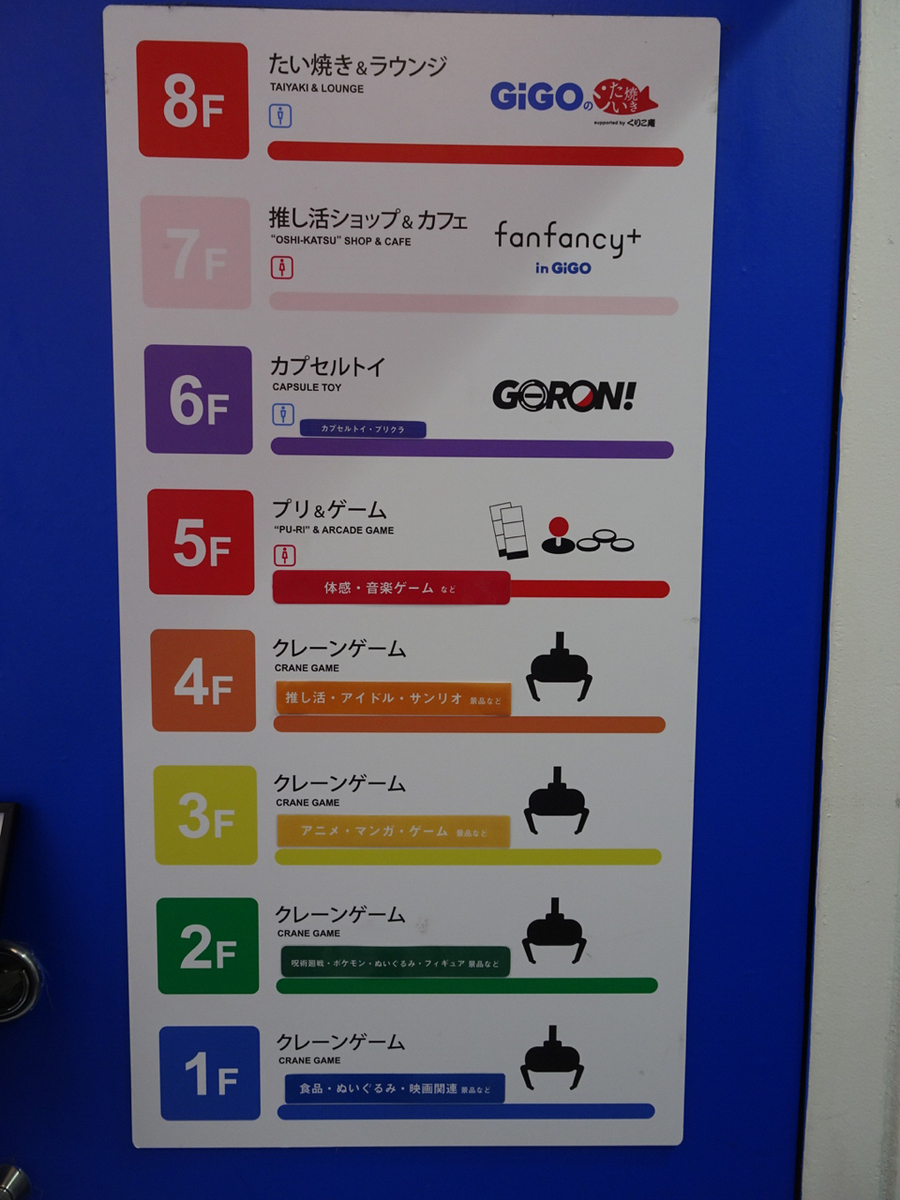 8F
たい焼き&ラウンジ
TAIYAKI & LOUNGE
GiGOのたい焼き
supported by くりこ庵
7F
推し活ショップ&カフェ
"OSHI-KATSU" SHOP & CAFE
fanfancy+
in GiGO
6F
カプセルトイ
CAPSULE TOY
カプセルトイ・プリクラ
GORON!
5F
プリ&ゲーム
"PU-RI" & ARCADE GAME
体感・音楽ゲーム など
4F
クレーンゲーム
CRANE GAME
推し活・アイドル・サンリオ 景品など
3F
クレーンゲーム
CRANE GAME
アニメ・マンガ・ゲーム 景品など
2F
クレーンゲーム
CRANE GAME
呪術廻戦・ポケモン・ぬいぐるみ・フィギュア 景品など
1F
クレーンゲーム
CRANE GAME
食品・ぬいぐるみ・映画関連 景品など